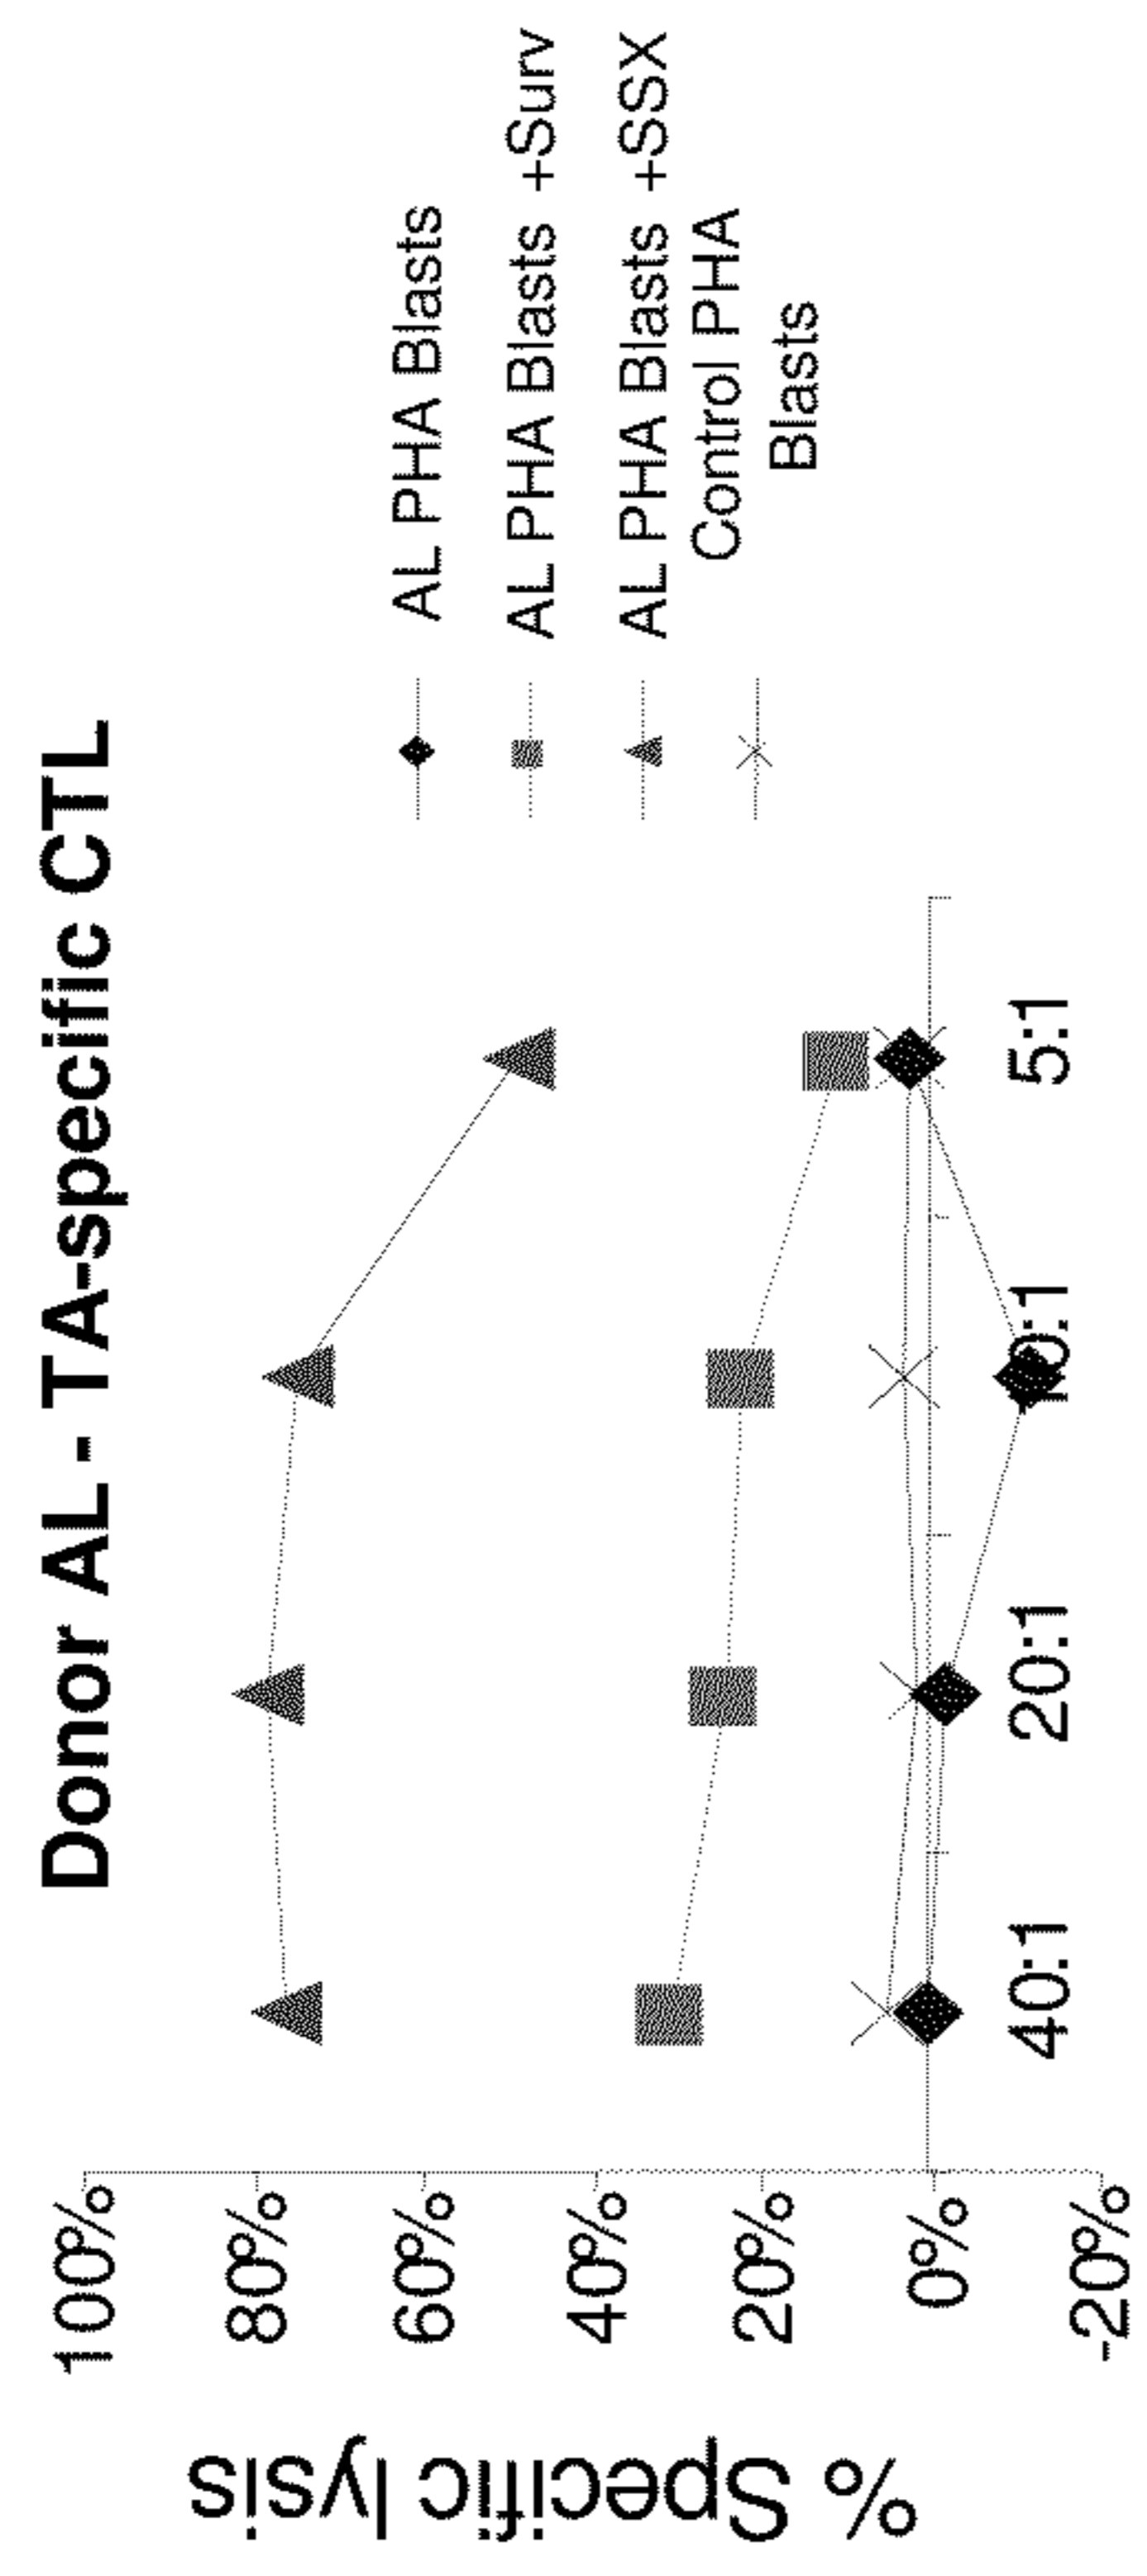 Donor AL - TA-specific CTL
% Specific lysis
100%
80%
60%
40%
20%
0%
-20%
40:1
20:1
10:1
5:1
AL PHA Blasts
AL PHA Blasts +Surv
AL PHA Blasts +SSX
Control PHA
Blasts